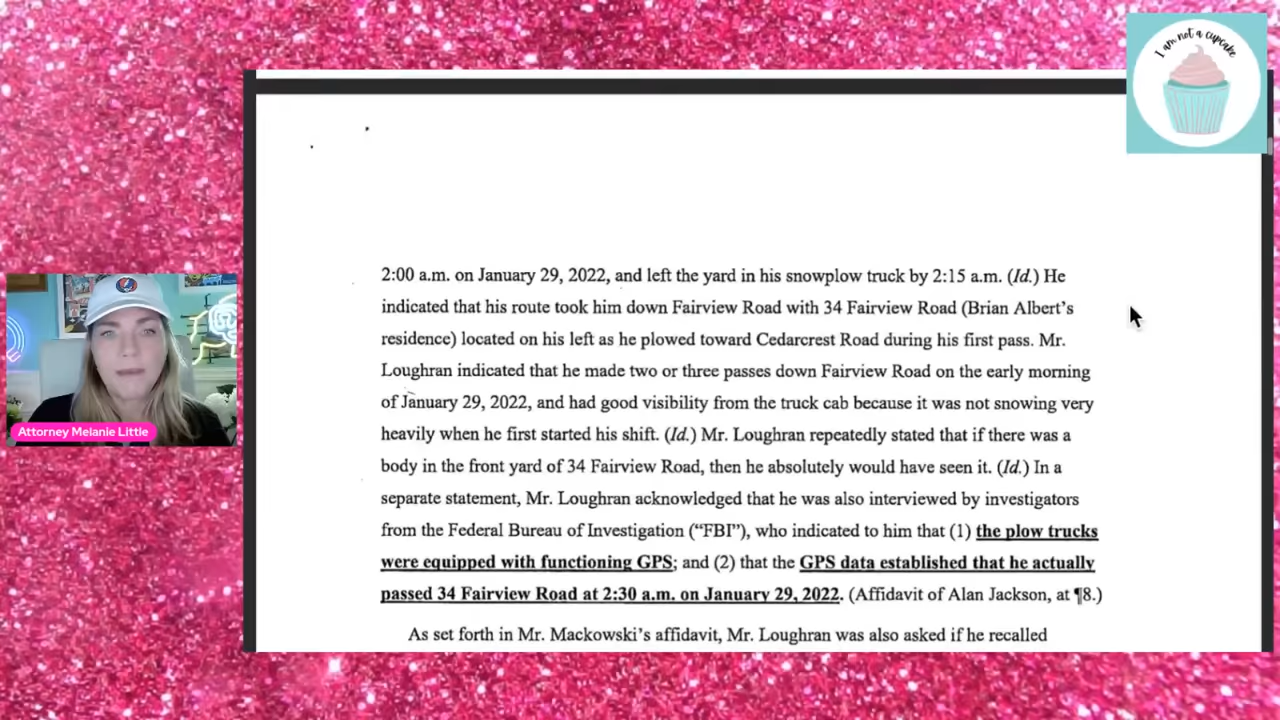 I am not a cupcake
2:00 a.m. on January 29, 2022, and left the yard in his snowplow truck by 2:15 a.m. (Id.) He
indicated that his route took him down Fairview Road with 34 Fairview Road (Brian Albert's
residence) located on his left as he plowed toward Cedarcrest Road during his first pass. Mr.
Loughran indicated that he made two or three passes down Fairview Road on the early morning
of January 29, 2022, and had good visibility from the truck cab because it was not snowing very
heavily when he first started his shift. (Id.) Mr. Loughran repeatedly stated that if there was a
body in the front yard of 34 Fairview Road, then he absolutely would have seen it. (Id.) In a
separate statement, Mr. Loughran acknowledged that he was also interviewed by investigators
from the Federal Bureau of Investigation ("FBI"), who indicated to him that (1) the plow trucks
were equipped with functioning GPS; and (2) that the GPS data established that he actually
passed 34 Fairview Road at 2:30 a.m. on January 29, 2022. (Affidavit of Alan Jackson, at ¶8.)
As set forth in Mr. Mackowski's affidavit, Mr. Loughran was also asked if he recalled
Attorney Melanie Little